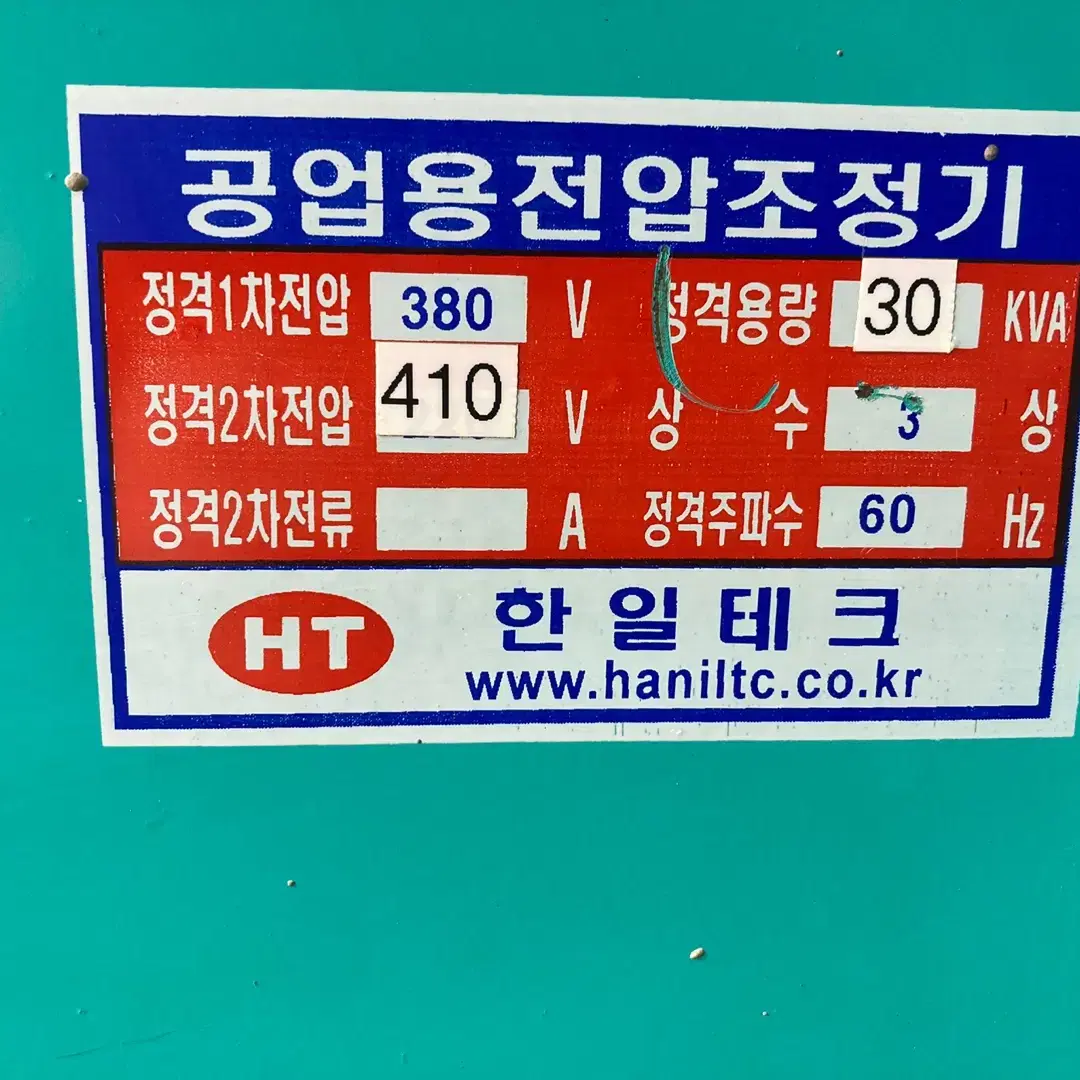 공업용전압조정기
정격1차전압 380 V 정격용량 30 KVA
정격2차전압 410 V 상 수 3 상
정격2차전류 A 정격주파수 60 Hz
HT 한일테크
www.haniltc.co.kr